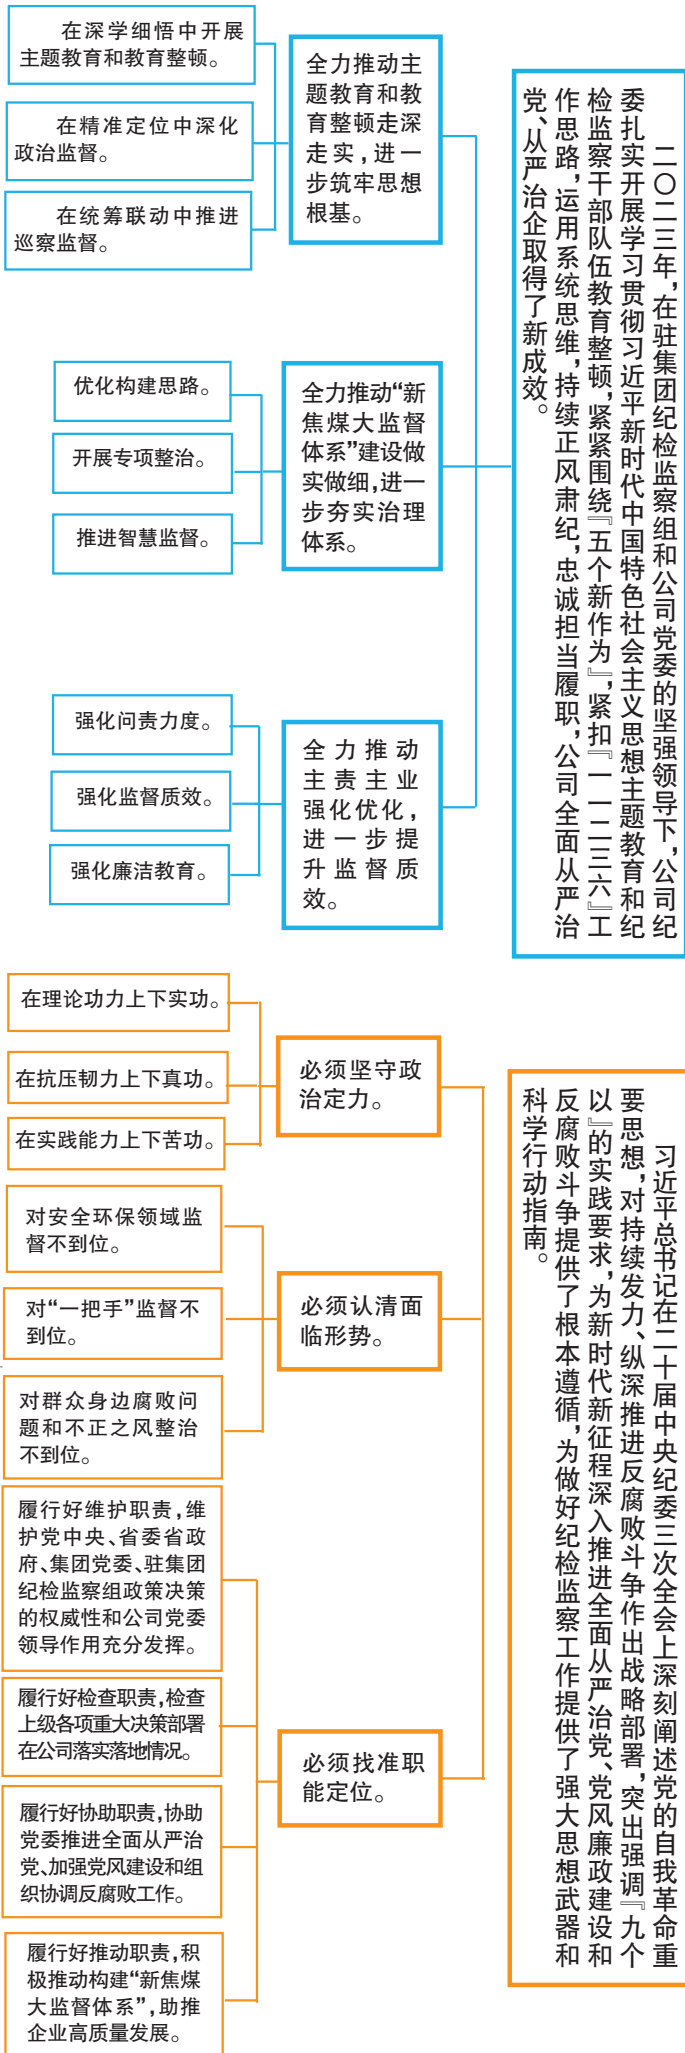 二〇二三年，在驻集团纪检监察组和公司党委的坚强领导下，公司纪
委扎实开展学习贯彻习近平新时代中国特色社会主义思想主题教育和纪
检监察干部队伍教育整顿，紧紧围绕『五个新作为』，紧扣『一一二三六』工
作思路，运用系统思维，持续正风肃纪，忠诚担当履职，公司全面从严治
党、从严治企取得了新成效。
全力推动主
题教育和教
育整顿走深
走实，进一
步筑牢思想
根基。
在深学细悟中开展
主题教育和教育整顿。
在精准定位中深化
政治监督。
在统筹联动中推进
巡察监督。
全力推动“新
焦煤大监督
体系”建设做
实做细，进一
步夯实治理
体系。
优化构建思路。
开展专项整治。
推进智慧监督。
全力推动
主责主业
强化优化，
进一步提
升监督质
效。
强化问责力度。
强化监督质效。
强化廉洁教育。
习近平总书记在二十届中央纪委三次全会上深刻阐述党的自我革命重
要思想，对持续发力、纵深推进反腐败斗争作出战略部署，突出强调『九个
以』的实践要求，为新时代新征程深入推进全面从严治党、党风廉政建设和
反腐败斗争提供了根本遵循，为做好纪检监察工作提供了强大思想武器和
科学行动指南。
必须坚守政
治定力。
在理论功力上下实功。
在抗压韧力上下真功。
在实践能力上下苦功。
必须认清面
临形势。
对安全环保领域监
督不到位。
对“一把手”监督不
到位。
对群众身边腐败问
题和不正之风整治
不到位。
必须找准职
能定位。
履行好维护职责，维
护党中央、省委省政
府、集团党委、驻集团
纪检监察组政策决策
的权威性和公司党委
领导作用充分发挥。
履行好检查职责，检查
上级各项重大决策部署
在公司落实落地情况。
履行好协助职责，协助
党委推进全面从严治
党、加强党风建设和组
织协调反腐败工作。
履行好推动职责，积
极推动构建“新焦煤
大监督体系”，助推
企业高质量发展。